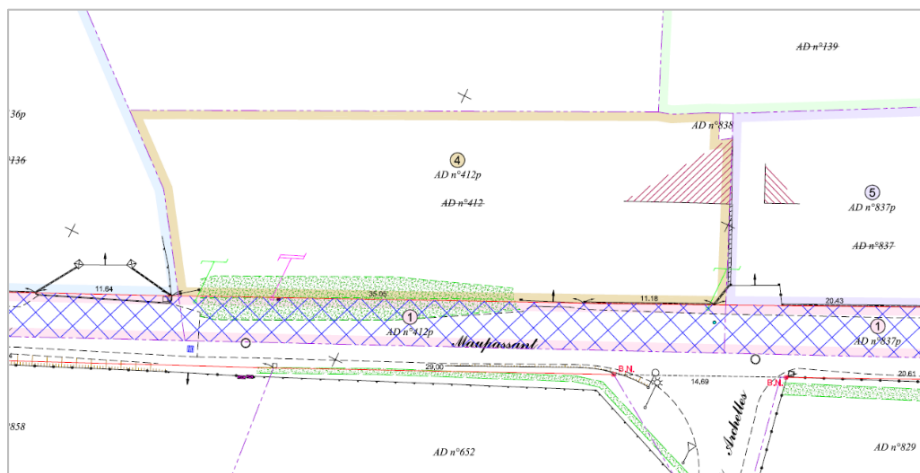 AD n°139
36p
AD n°838
4
n°136
AD n°412p
5
AD n°837p
AD n°412
AD n°837
11.64
35.05
11.18
20.43
1
AD n°412p
1
AD n°837p
Maupassant
29.00
B.N.
14.69
B.N.
20.61
Archelles
858
AD n°652
AD n°829